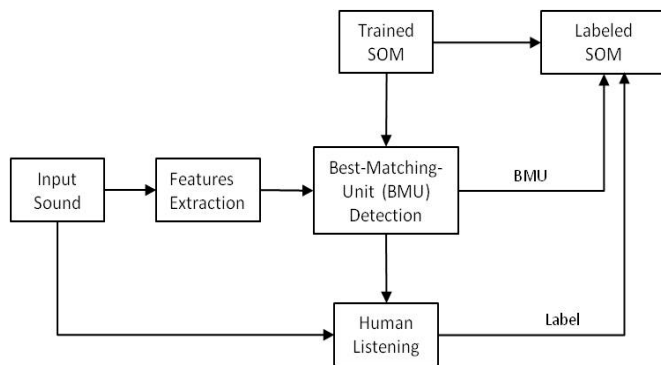 Trained
SOM
Labeled
SOM
Input
Sound
Features
Extraction
Best-Matching-
Unit (BMU)
Detection
BMU
Human
Listening
Label